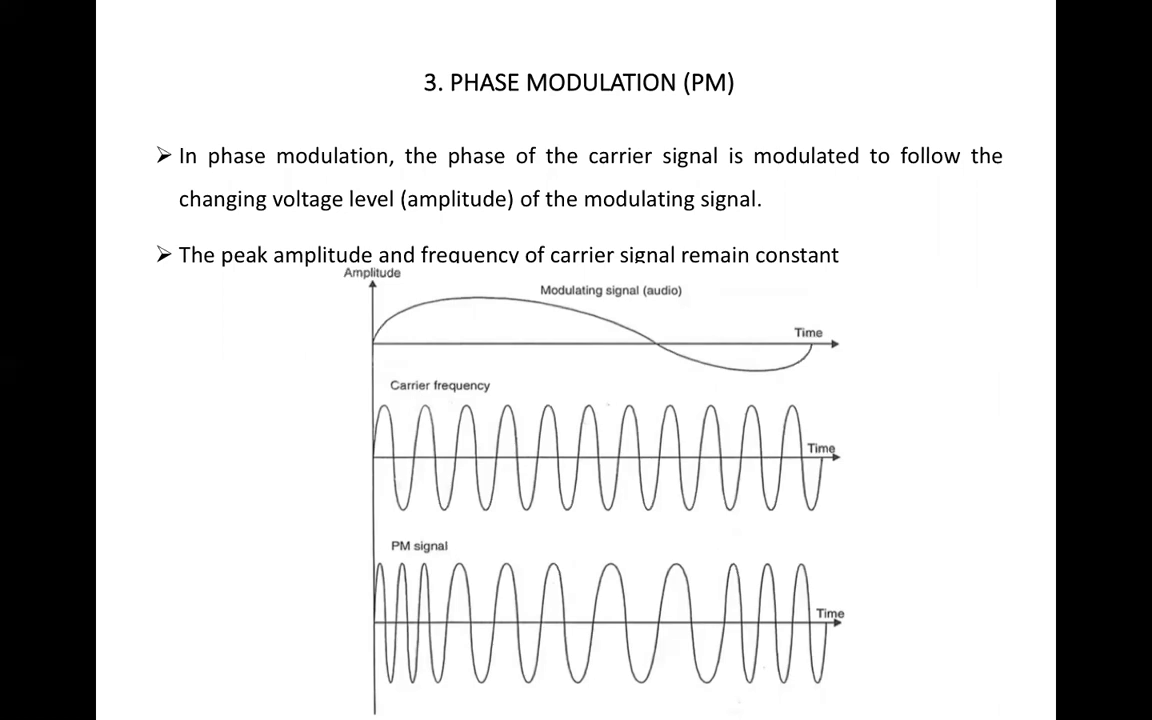 3. PHASE MODULATION (PM)
➢ In phase modulation, the phase of the carrier signal is modulated to follow the
changing voltage level (amplitude) of the modulating signal.
➢ The peak amplitude and frequency of carrier signal remain constant
Amplitude
Modulating signal (audio)
Time
Carrier frequency
Time
PM signal
Time